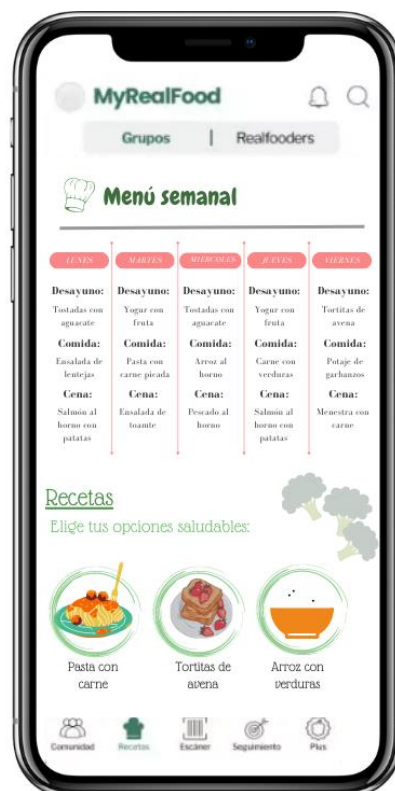 MyRealFood
Grupos | Realfooders
Menú semanal
LUNES
Desayuno:
Tostadas con
aguacate
Comida:
Ensalada de
lentejas
Cena:
Salmón al
horno con
patatas
MARTES
Desayuno:
Yogur con
fruta
Comida:
Pasta con
carne picada
Cena:
Ensalada de
toamte
MIÉRCOLES
Desayuno:
Tostadas con
aguacate
Comida:
Arroz al
horno
Cena:
Pescado al
horno
JUEVES
Desayuno:
Yogur con
fruta
Comida:
Carne con
verduras
Cena:
Salmón al
horno con
patatas
VIERNES
Desayuno:
Tortitas de
avena
Comida:
Potaje de
garbanzos
Cena:
Menestra con
carne
Recetas
Elige tus opciones saludables:
Pasta con
carne
Tortitas de
avena
Arroz con
verduras
Comunidad
Recetas
Escáner
Seguimiento
Plus